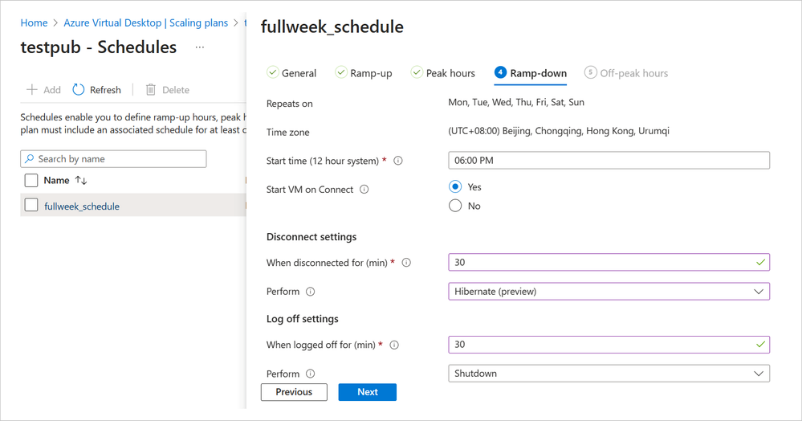 Home > Azure Virtual Desktop | Scaling plans >
testpub - Schedules ...
Add Refresh Delete
Schedules enable you to define ramp-up hours, peak
plan must include an associated schedule for at least
Search by name
Name ↑↓
fullweek_schedule
fullweek_schedule
General Ramp-up Peak hours 4 Ramp-down 5 Off-peak hours
Repeats on Mon, Tue, Wed, Thu, Fri, Sat, Sun
Time zone (UTC+08:00) Beijing, Chongqing, Hong Kong, Urumqi
Start time (12 hour system) * 06:00 PM
Start VM on Connect Yes
No
Disconnect settings
When disconnected for (min) * 30
Perform Hibernate (preview)
Log off settings
When logged off for (min) * 30
Perform Shutdown
Previous Next